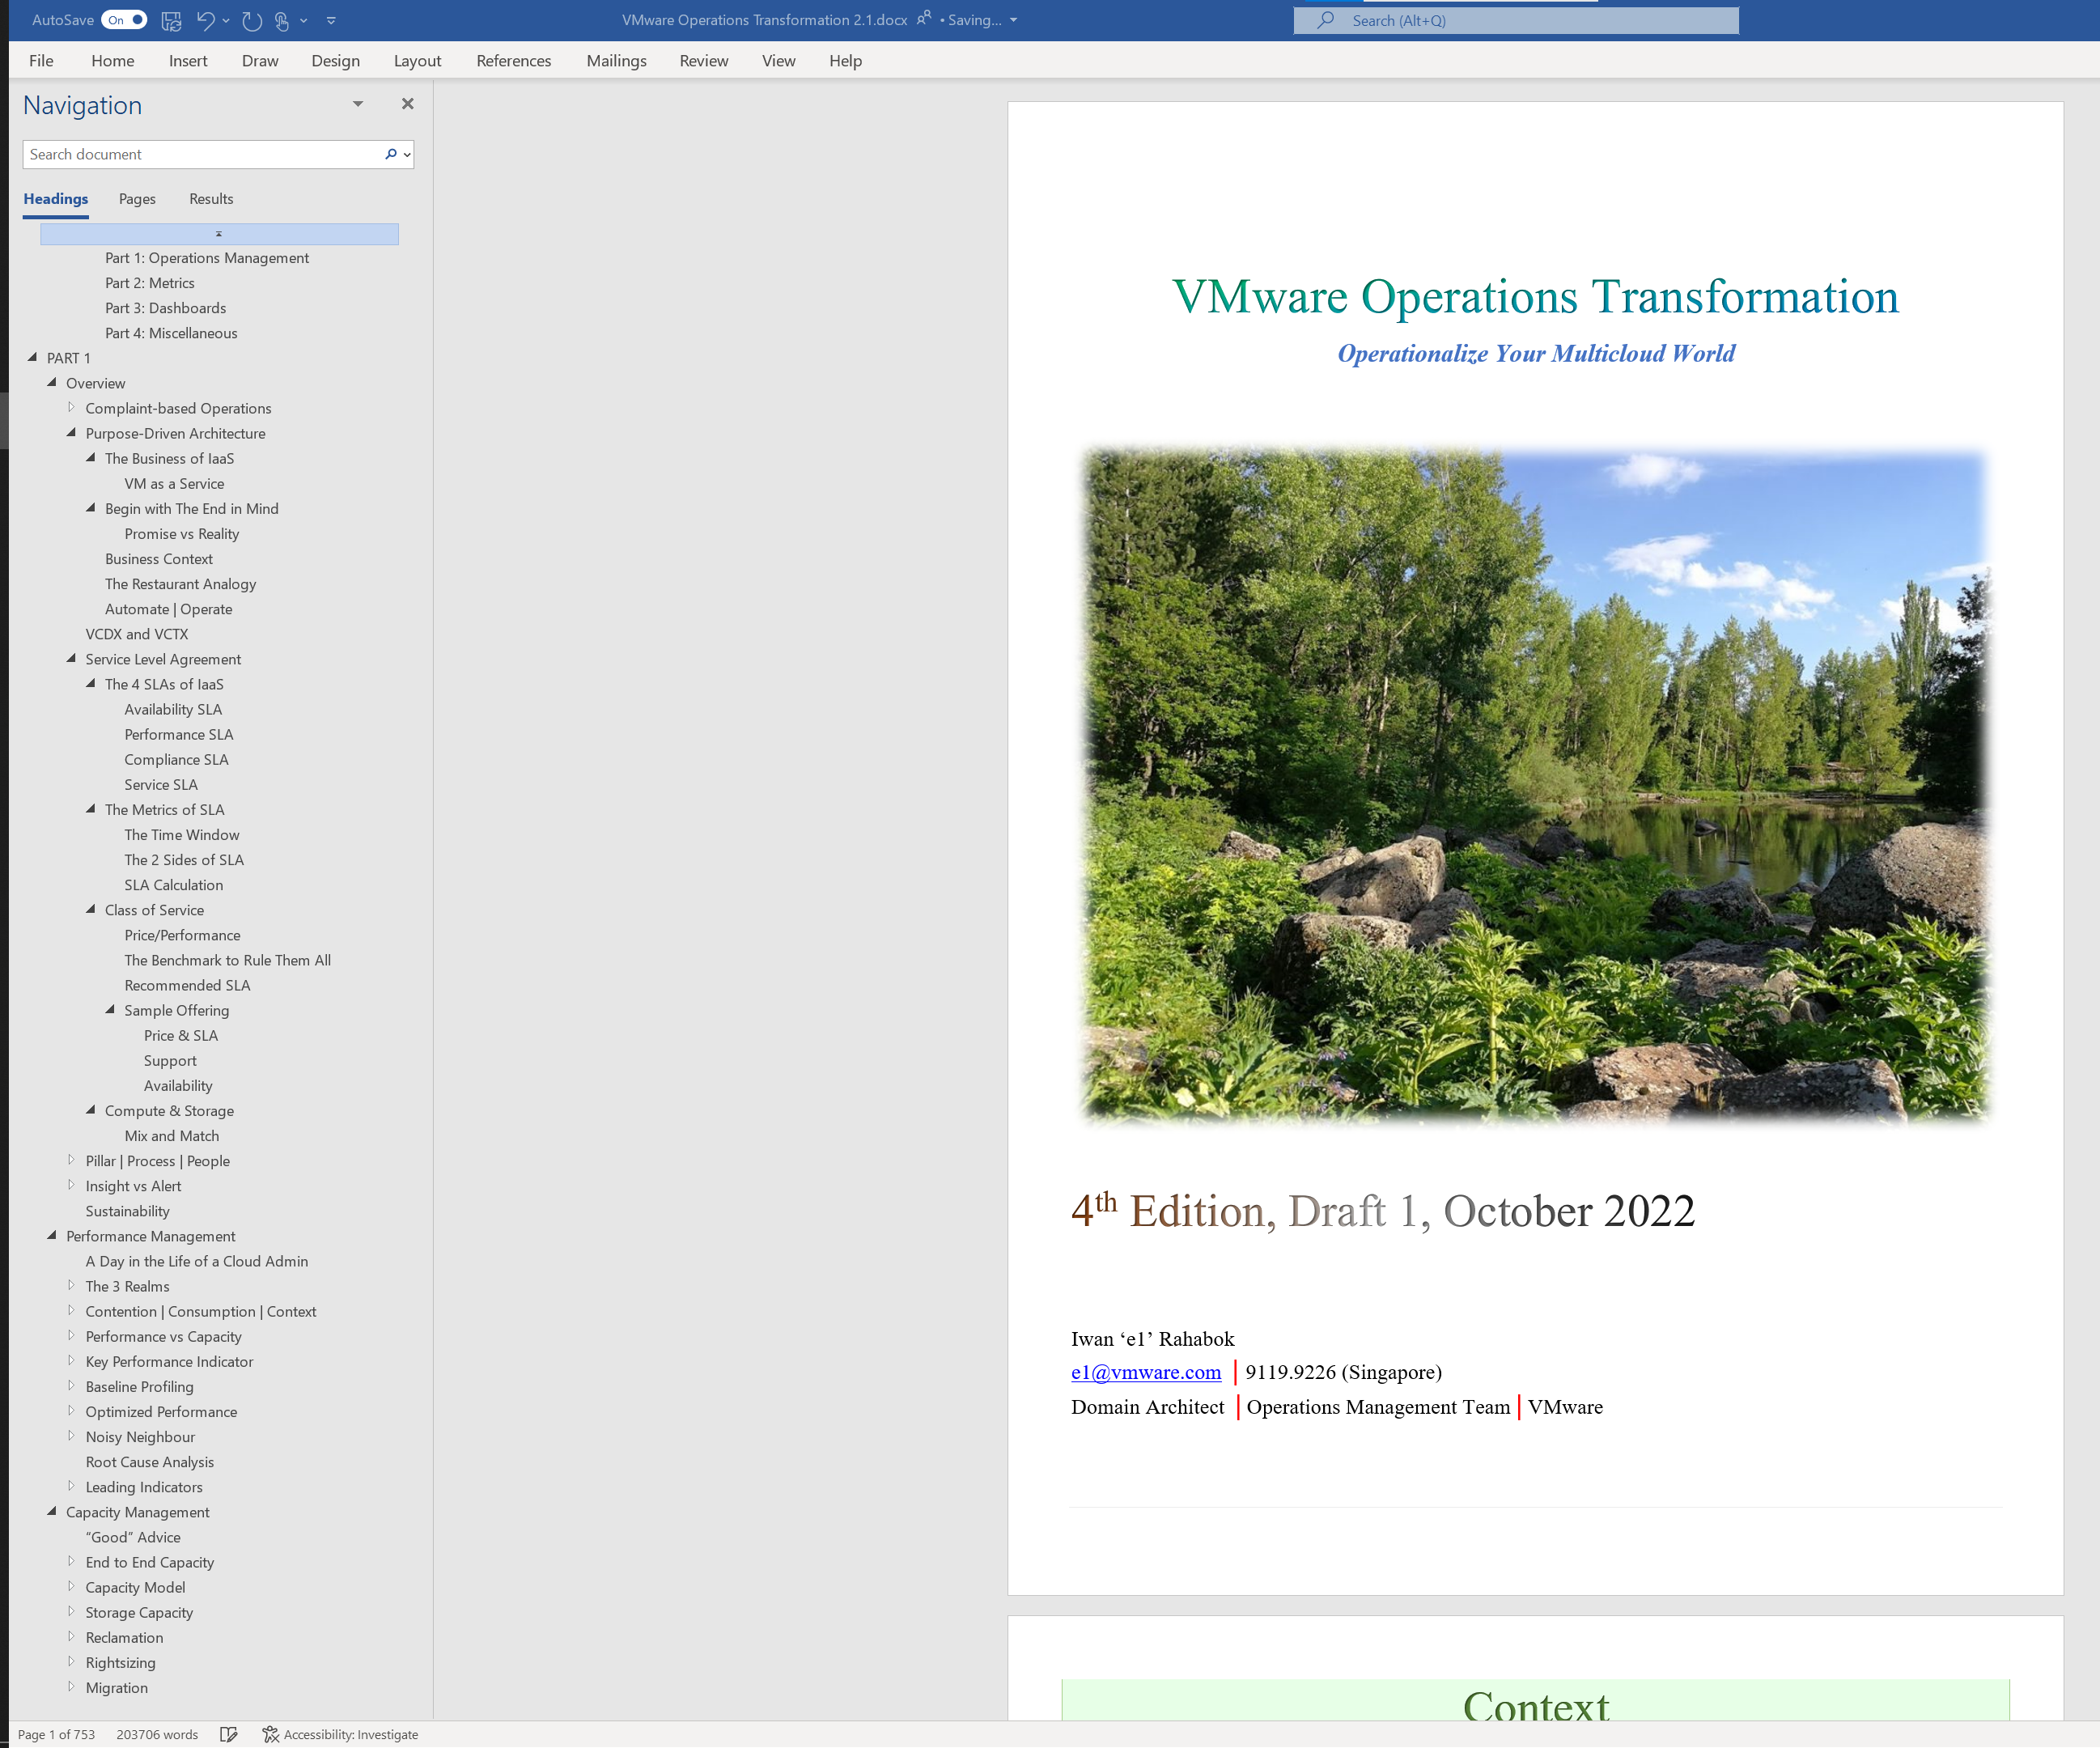 AutoSave On
VMware Operations Transformation 2.1.docx • Saving...
Search (Alt+Q)
File Home Insert Draw Design Layout References Mailings Review View Help
Navigation
Search document
Headings Pages Results
Part 1: Operations Management
Part 2: Metrics
Part 3: Dashboards
Part 4: Miscellaneous
PART 1
Overview
Complaint-based Operations
Purpose-Driven Architecture
The Business of IaaS
VM as a Service
Begin with The End in Mind
Promise vs Reality
Business Context
The Restaurant Analogy
Automate | Operate
VCDX and VCTX
Service Level Agreement
The 4 SLAs of IaaS
Availability SLA
Performance SLA
Compliance SLA
Service SLA
The Metrics of SLA
The Time Window
The 2 Sides of SLA
SLA Calculation
Class of Service
Price/Performance
The Benchmark to Rule Them All
Recommended SLA
Sample Offering
Price & SLA
Support
Availability
Compute & Storage
Mix and Match
Pillar | Process | People
Insight vs Alert
Sustainability
Performance Management
A Day in the Life of a Cloud Admin
The 3 Realms
Contention | Consumption | Context
Performance vs Capacity
Key Performance Indicator
Baseline Profiling
Optimized Performance
Noisy Neighbour
Root Cause Analysis
Leading Indicators
Capacity Management
“Good” Advice
End to End Capacity
Capacity Model
Storage Capacity
Reclamation
Rightsizing
Migration
VMware Operations Transformation
Operationalize Your Multicloud World
4th Edition, Draft 1, October 2022
Iwan ‘e1’ Rahabok
e1@vmware.com | 9119.9226 (Singapore)
Domain Architect | Operations Management Team | VMware
Context
Page 1 of 753 203706 words Accessibility: Investigate